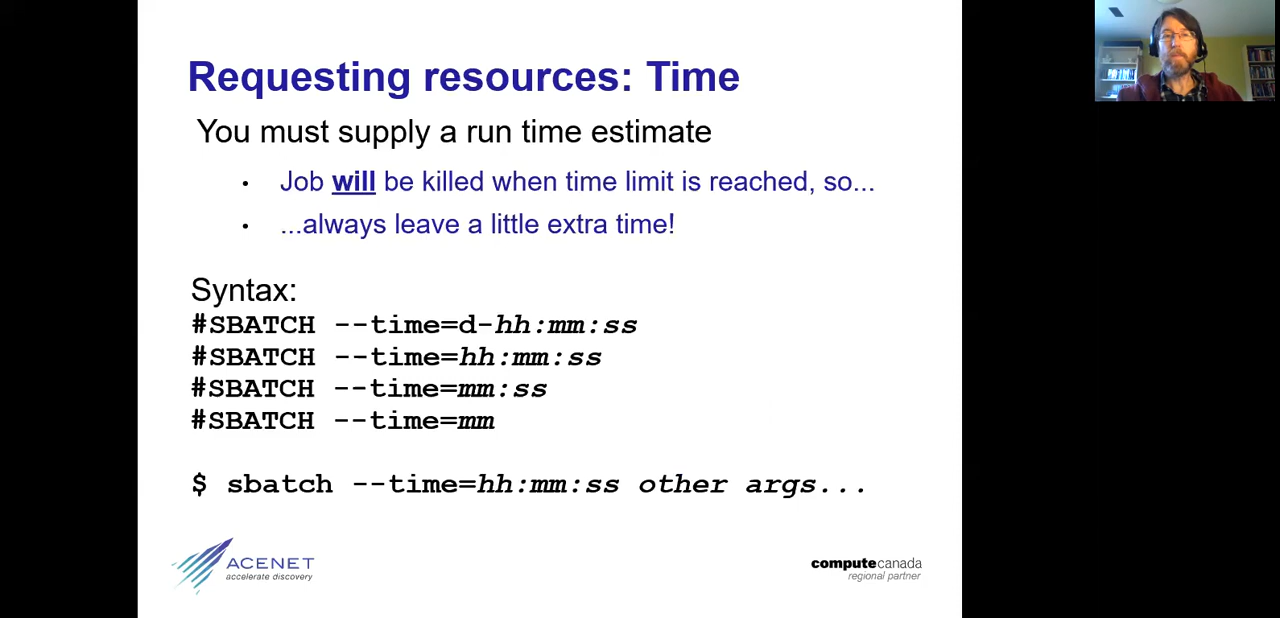 Requesting resources: Time
You must supply a run time estimate
• Job will be killed when time limit is reached, so...
• ...always leave a little extra time!
Syntax:
#SBATCH --time=d-hh:mm:ss
#SBATCH --time=hh:mm:ss
#SBATCH --time=mm:ss
#SBATCH --time=mm
$ sbatch --time=hh:mm:ss other args...
ACENET
accelerate discovery
computecanada
regional partner